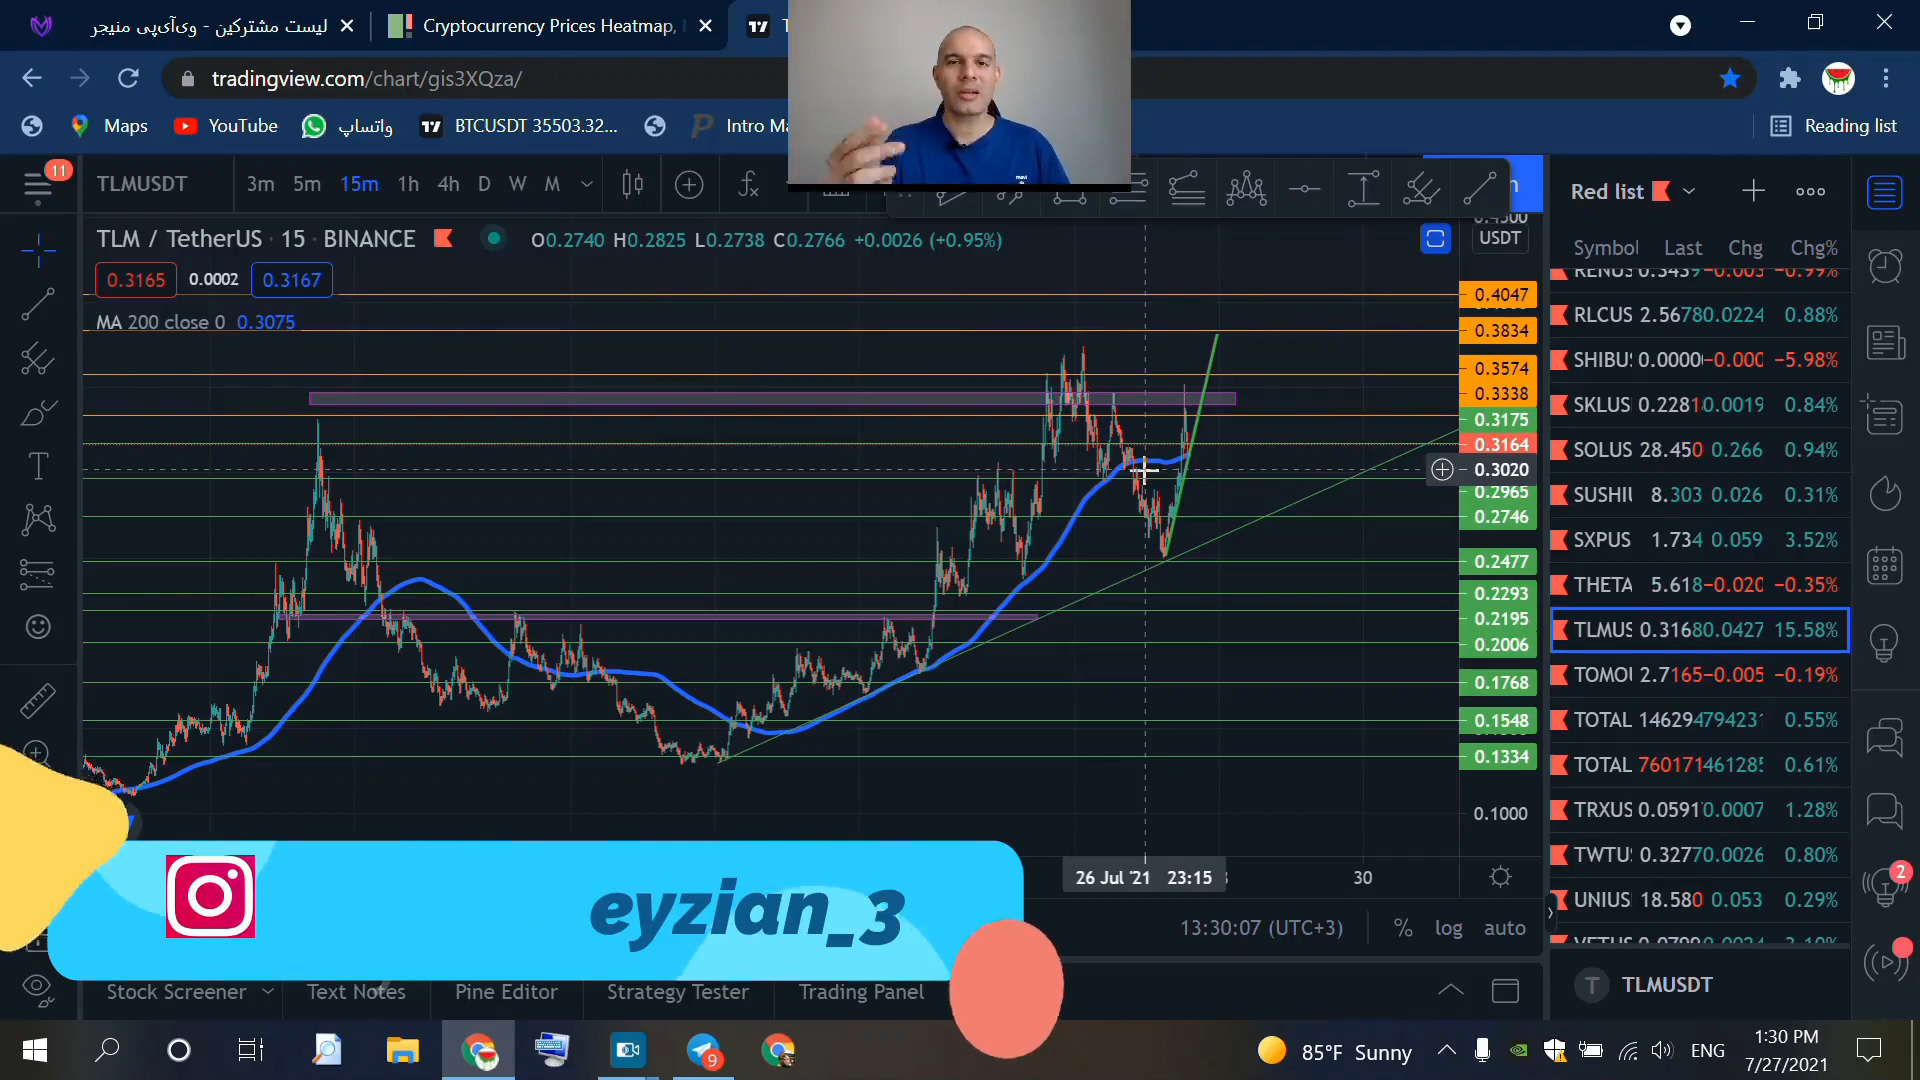 لیست مشترکین - وی‌آی‌پی منیجر
Cryptocurrency Prices Heatmap,
tradingview.com/chart/gis3XQza/
Maps
YouTube
واتساپ
BTCUSDT 35503.32...
Intro
Reading list
11
TLMUSDT
3m 5m 15m 1h 4h D W M
Red list
TLM / TetherUS · 15 · BINANCE
O0.2740 H0.2825 L0.2738 C0.2766 +0.0026 (+0.95%)
USDT
0.3165 0.0002 0.3167
MA 200 close 0 0.3075
0.4047
0.3834
0.3574
0.3338
0.3175
0.3164
0.3020
0.2965
0.2746
0.2477
0.2293
0.2195
0.2006
0.1768
0.1548
0.1334
0.1000
Symbol Last Chg Chg%
RLCUS 2.5678 0.0224 0.88%
SHIBU 0.0000 -0.000 -5.98%
SKLUS 0.2281 0.0019 0.84%
SOLUS 28.450 0.266 0.94%
SUSHI 8.303 0.026 0.31%
SXPUS 1.734 0.059 3.52%
THETA 5.618 -0.020 -0.35%
TLMUS 0.3168 0.0427 15.58%
TOMO 2.7165 -0.005 -0.19%
TOTAL 0.55%
TOTAL 0.61%
TRXUS 0.0591 0.0007 1.28%
TWTU 0.3277 0.0026 0.80%
UNIUS 18.580 0.053 0.29%
2
26 Jul '21 23:15
30
13:30:07 (UTC+3)
% log auto
eyzian_3
Stock Screener
Text Notes
Pine Editor
Strategy Tester
Trading Panel
T TLMUSDT
9
85°F Sunny
ENG
1:30 PM
7/27/2021